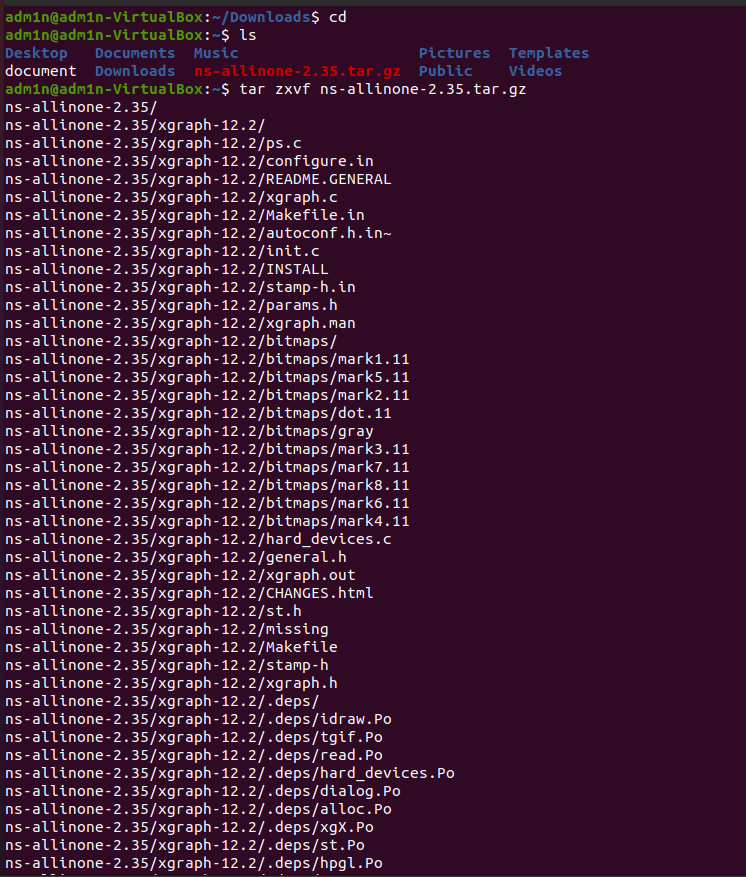 adm1n@adm1n-VirtualBox:~/Downloads$ cd
adm1n@adm1n-VirtualBox:~$ ls
Desktop Documents Music Pictures Templates
document Downloads ns-allinone-2.35.tar.gz Public Videos
adm1n@adm1n-VirtualBox:~$ tar zxvf ns-allinone-2.35.tar.gz
ns-allinone-2.35/
ns-allinone-2.35/xgraph-12.2/
ns-allinone-2.35/xgraph-12.2/ps.c
ns-allinone-2.35/xgraph-12.2/configure.in
ns-allinone-2.35/xgraph-12.2/README.GENERAL
ns-allinone-2.35/xgraph-12.2/xgraph.c
ns-allinone-2.35/xgraph-12.2/Makefile.in
ns-allinone-2.35/xgraph-12.2/autoconf.h.in~
ns-allinone-2.35/xgraph-12.2/init.c
ns-allinone-2.35/xgraph-12.2/INSTALL
ns-allinone-2.35/xgraph-12.2/stamp-h.in
ns-allinone-2.35/xgraph-12.2/params.h
ns-allinone-2.35/xgraph-12.2/xgraph.man
ns-allinone-2.35/xgraph-12.2/bitmaps/
ns-allinone-2.35/xgraph-12.2/bitmaps/mark1.11
ns-allinone-2.35/xgraph-12.2/bitmaps/mark5.11
ns-allinone-2.35/xgraph-12.2/bitmaps/mark2.11
ns-allinone-2.35/xgraph-12.2/bitmaps/dot.11
ns-allinone-2.35/xgraph-12.2/bitmaps/gray
ns-allinone-2.35/xgraph-12.2/bitmaps/mark3.11
ns-allinone-2.35/xgraph-12.2/bitmaps/mark7.11
ns-allinone-2.35/xgraph-12.2/bitmaps/mark8.11
ns-allinone-2.35/xgraph-12.2/bitmaps/mark6.11
ns-allinone-2.35/xgraph-12.2/bitmaps/mark4.11
ns-allinone-2.35/xgraph-12.2/hard_devices.c
ns-allinone-2.35/xgraph-12.2/general.h
ns-allinone-2.35/xgraph-12.2/xgraph.out
ns-allinone-2.35/xgraph-12.2/CHANGES.html
ns-allinone-2.35/xgraph-12.2/st.h
ns-allinone-2.35/xgraph-12.2/missing
ns-allinone-2.35/xgraph-12.2/Makefile
ns-allinone-2.35/xgraph-12.2/stamp-h
ns-allinone-2.35/xgraph-12.2/xgraph.h
ns-allinone-2.35/xgraph-12.2/.deps/
ns-allinone-2.35/xgraph-12.2/.deps/idraw.Po
ns-allinone-2.35/xgraph-12.2/.deps/tgif.Po
ns-allinone-2.35/xgraph-12.2/.deps/read.Po
ns-allinone-2.35/xgraph-12.2/.deps/hard_devices.Po
ns-allinone-2.35/xgraph-12.2/.deps/dialog.Po
ns-allinone-2.35/xgraph-12.2/.deps/alloc.Po
ns-allinone-2.35/xgraph-12.2/.deps/xgX.Po
ns-allinone-2.35/xgraph-12.2/.deps/st.Po
ns-allinone-2.35/xgraph-12.2/.deps/hpgl.Po